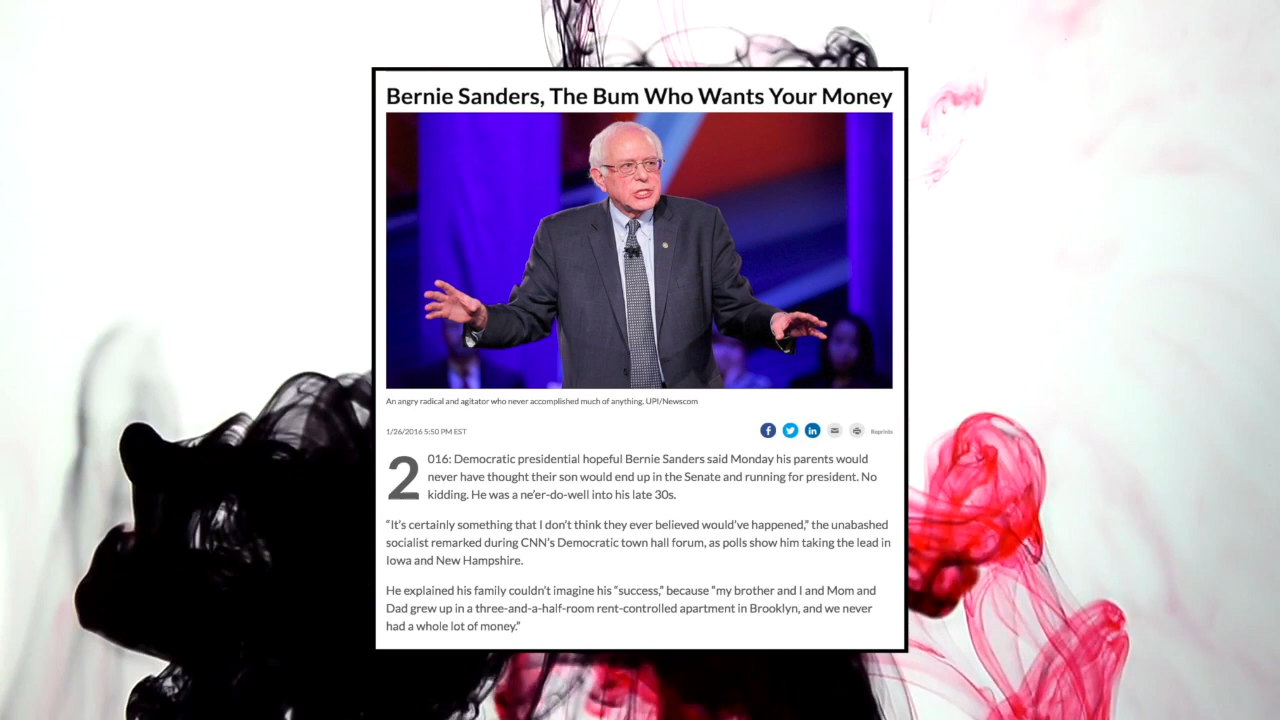 Bernie Sanders, The Bum Who Wants Your Money
An angry radical and agitator who never accomplished much of anything. UPI/Newscom
1/26/2016 5:50 PM EST
f
in
Reprints
2016: Democratic presidential hopeful Bernie Sanders said Monday his parents would
never have thought their son would end up in the Senate and running for president. No
kidding. He was a ne'er-do-well into his late 30s.
“It’s certainly something that I don't think they ever believed would’ve happened,” the unabashed
socialist remarked during CNN’s Democratic town hall forum, as polls show him taking the lead in
Iowa and New Hampshire.
He explained his family couldn’t imagine his “success,” because “my brother and I and Mom and
Dad grew up in a three-and-a-half-room rent-controlled apartment in Brooklyn, and we never
had a whole lot of money.”